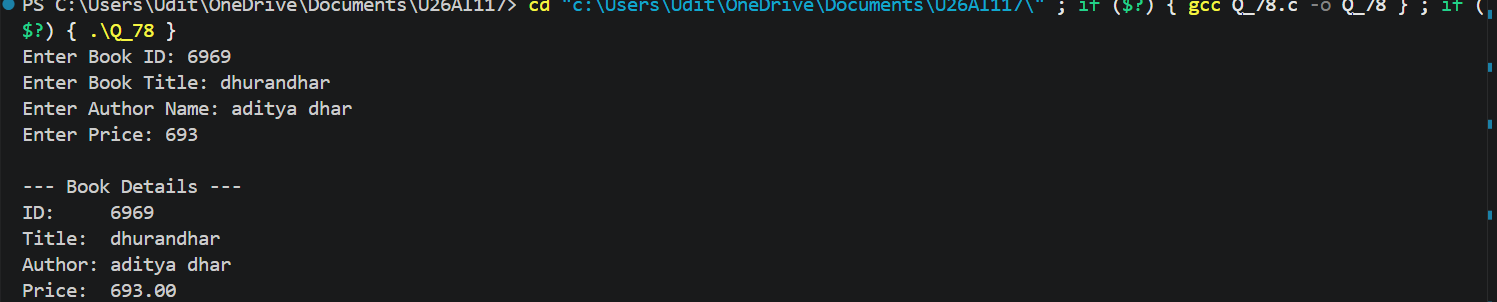 PS C:\Users\Udit\OneDrive\Documents\U26AI117> cd "c:\Users\Udit\OneDrive\Documents\U26AI117\" ; if ($?) { gcc Q_78.c -o Q_78 } ; if (
$?) { .\Q_78 }
Enter Book ID: 6969
Enter Book Title: dhurandhar
Enter Author Name: aditya dhar
Enter Price: 693
--- Book Details ---
ID:     6969
Title:  dhurandhar
Author: aditya dhar
Price:  693.00